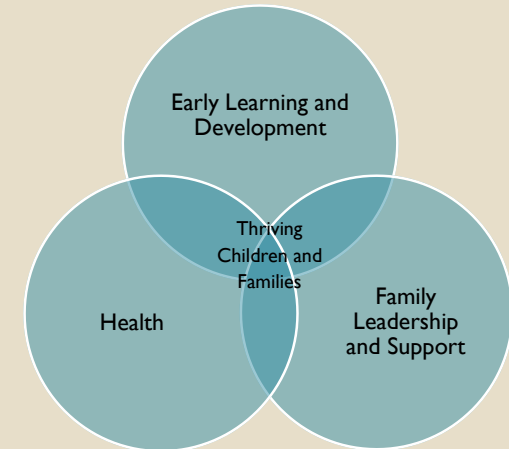 Early Learning and
Development
Thriving
Children and
Families
Health
Family
Leadership
and Support